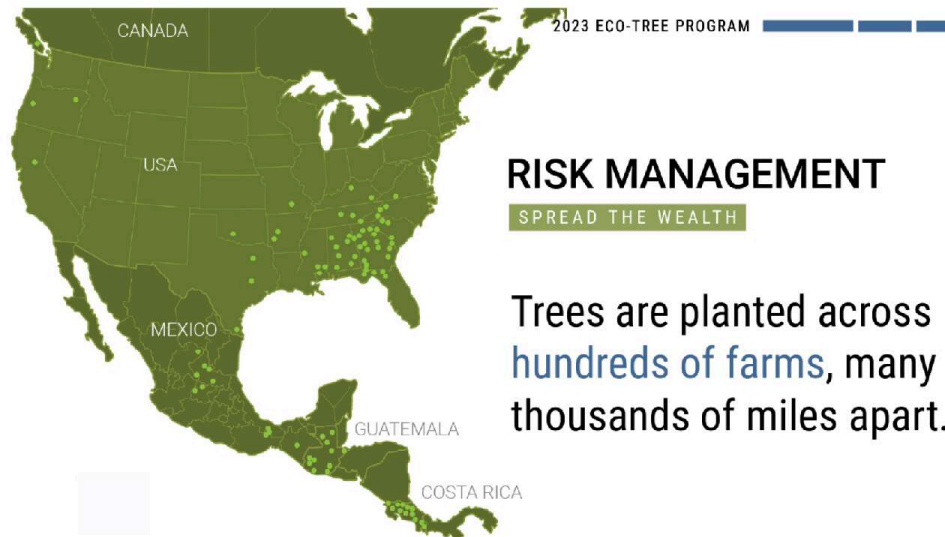 CANADA
2023 ECO-TREE PROGRAM
USA
RISK MANAGEMENT
SPREAD THE WEALTH
Trees are planted across
hundreds of farms, many
thousands of miles apart.
MEXICO
GUATEMALA
COSTA RICA